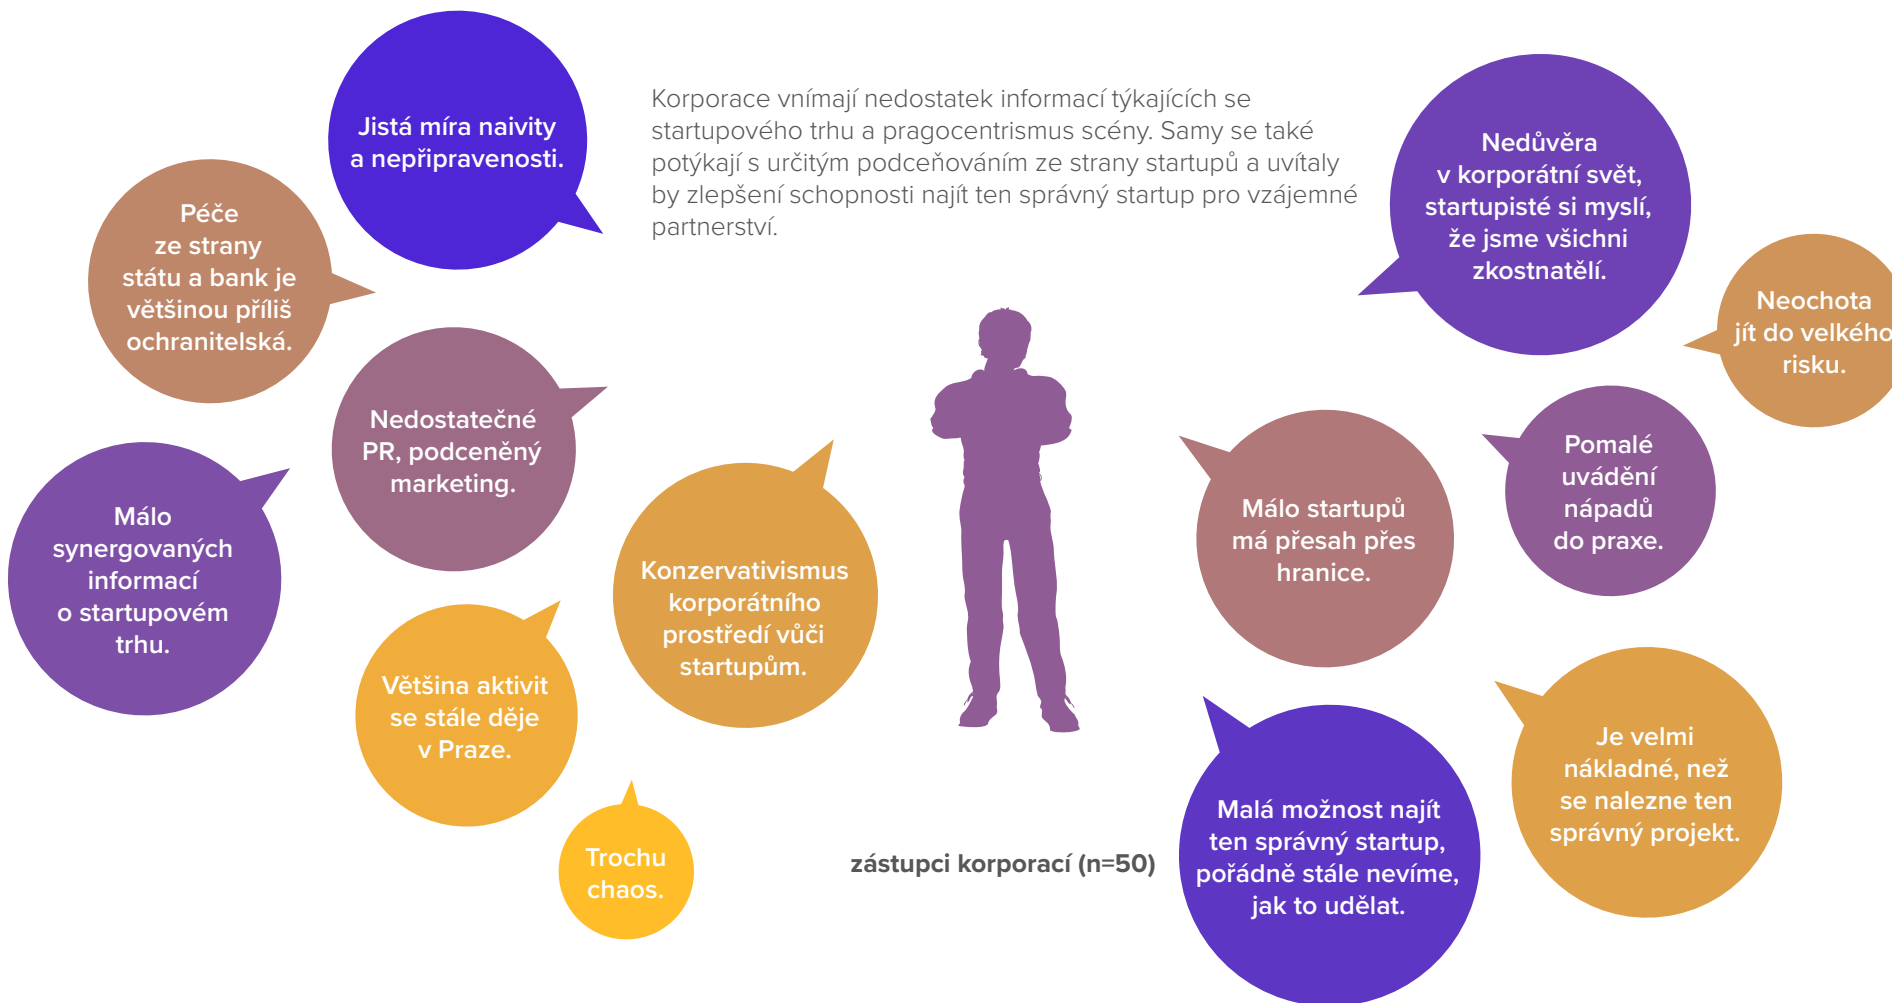 Jistá míra naivity
a nepřipravenosti.
Korporace vnímají nedostatek informací týkajících se
startupového trhu a pragocentrismus scény. Samy se také
potýkají s určitým podceňováním ze strany startupů a uvítaly
by zlepšení schopnosti najít ten správný startup pro vzájemné
partnerství.
Nedůvěra
v korporátní svět,
startupisté si myslí,
že jsme všichni
zkostnatělí.
Péče
ze strany
státu a bank je
většinou příliš
ochranitelská.
Neochota
jít do velkého
risku.
Nedostatečné
PR, podceněný
marketing.
Pomalé
uvádění
nápadů
do praxe.
Málo
synergovaných
informací
o startupovém
trhu.
Konzervativismus
korporátního
prostředí vůči
startupům.
Málo startupů
má přesah přes
hranice.
Většina aktivit
se stále děje
v Praze.
Je velmi
nákladné, než
se nalezne ten
správný projekt.
Trochu
chaos.
zástupci korporací (n=50)
Malá možnost najít
ten správný startup,
pořádně stále nevíme,
jak to udělat.